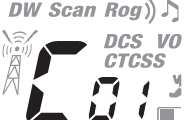 DW Scan Rog
DCS VO
CTCSS
C01